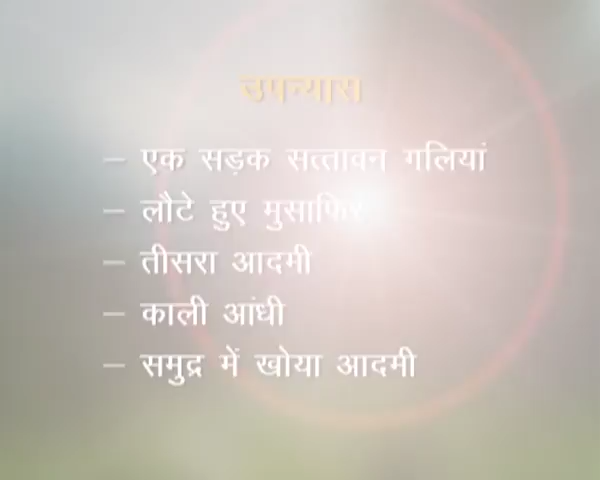 उपन्यास
– एक सड़क सत्तावन गलियां
– लौटे हुए मुसाफिर
– तीसरा आदमी
– काली आंधी
– समुद्र में खोया आदमी